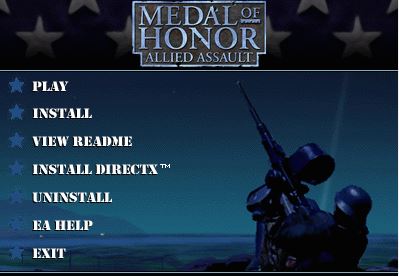 MEDAL OF
HONOR
ALLIED ASSAULT
PLAY
INSTALL
VIEW README
INSTALL DIRECTX™
UNINSTALL
EA HELP
EXIT